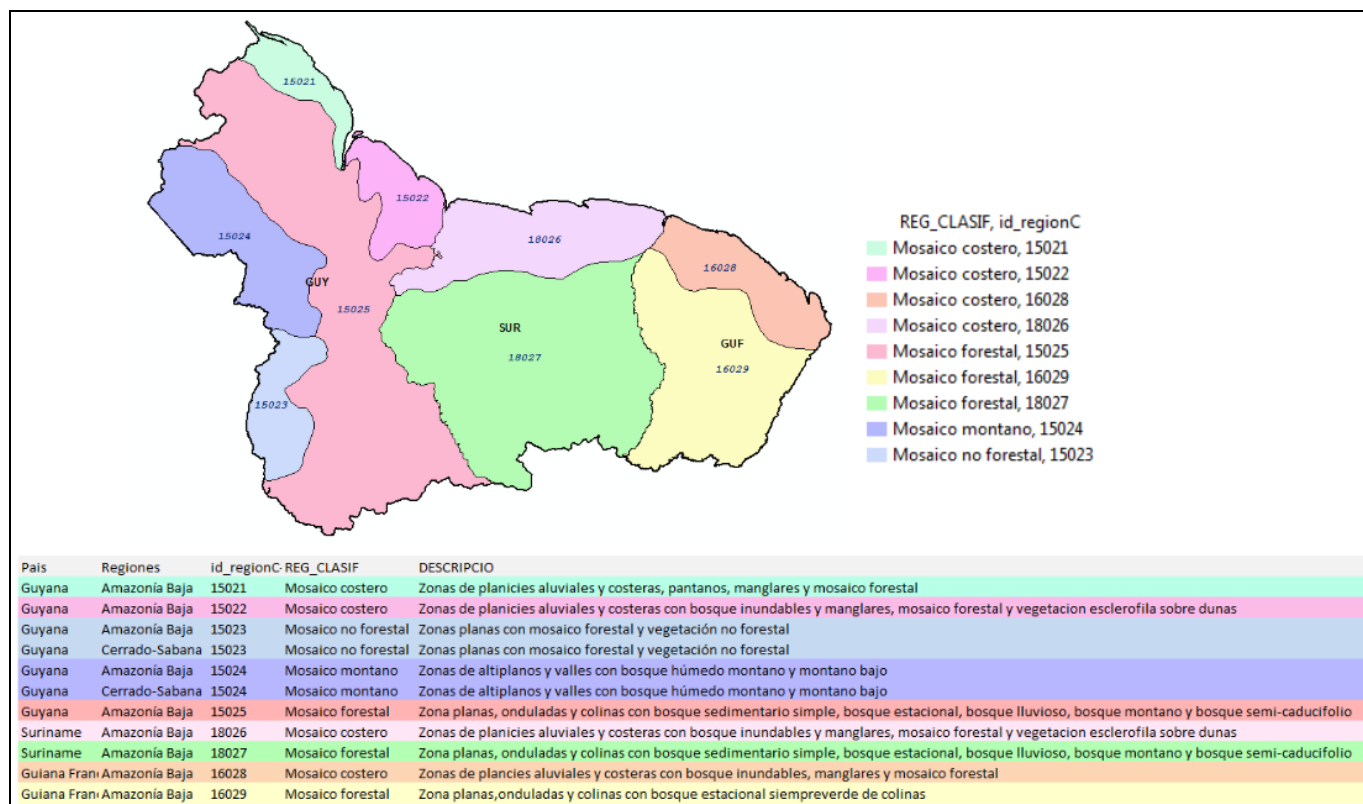 15021
15022
15024
18026
16028
GUY
15025
SUR
18027
GUF
16029
15023
REG_CLASIF, id_regionC
Mosaico costero, 15021
Mosaico costero, 15022
Mosaico costero, 16028
Mosaico costero, 18026
Mosaico forestal, 15025
Mosaico forestal, 16029
Mosaico forestal, 18027
Mosaico montano, 15024
Mosaico no forestal, 15023
Pais Regiones id_regionC- REG_CLASIF DESCRIPCIO
Guyana Amazonía Baja 15021 Mosaico costero Zonas de planicies aluviales y costeras, pantanos, manglares y mosaico forestal
Guyana Amazonía Baja 15022 Mosaico costero Zonas de planicies aluviales y costeras con bosque inundables y manglares, mosaico forestal y vegetacion esclerofila sobre dunas
Guyana Amazonía Baja 15023 Mosaico no forestal Zonas planas con mosaico forestal y vegetación no forestal
Guyana Cerrado-Sabana 15023 Mosaico no forestal Zonas planas con mosaico forestal y vegetación no forestal
Guyana Amazonía Baja 15024 Mosaico montano Zonas de altiplanos y valles con bosque húmedo montano y montano bajo
Guyana Cerrado-Sabana 15024 Mosaico montano Zonas de altiplanos y valles con bosque húmedo montano y montano bajo
Guyana Amazonía Baja 15025 Mosaico forestal Zona planas, onduladas y colinas con bosque sedimentario simple, bosque estacional, bosque lluvioso, bosque montano y bosque semi-caducifolio
Suriname Amazonía Baja 18026 Mosaico costero Zonas de planicies aluviales y costeras con bosque inundables y manglares, mosaico forestal y vegetacion esclerofila sobre dunas
Suriname Amazonía Baja 18027 Mosaico forestal Zona planas, onduladas y colinas con bosque sedimentario simple, bosque estacional, bosque lluvioso, bosque montano y bosque semi-caducifolio
Guiana Fran Amazonía Baja 16028 Mosaico costero Zonas de plancies aluviales y costeras con bosque inundables, manglares y mosaico forestal
Guiana Fran Amazonía Baja 16029 Mosaico forestal Zona planas,onduladas y colinas con bosque estacional siempreverde de colinas